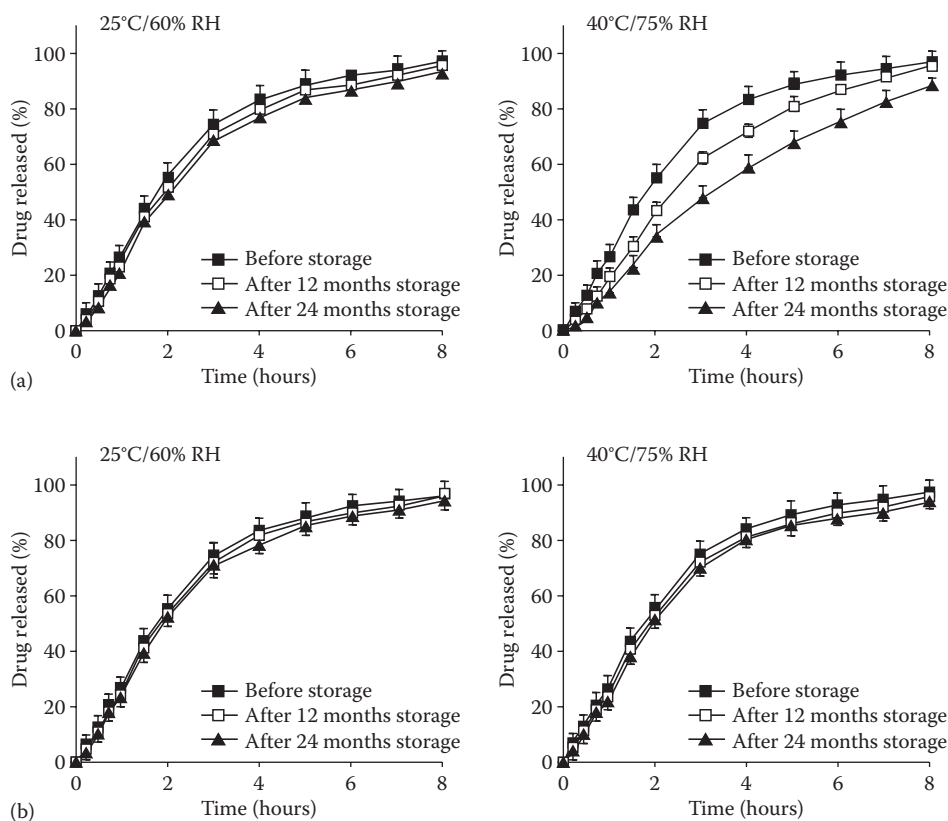 25°C/60% RH
100
80
60
40
20
0
Drug released (%)
Before storage
After 12 months storage
After 24 months storage
0 2 4 6 8
Time (hours)
40°C/75% RH
100
80
60
40
20
0
Drug released (%)
Before storage
After 12 months storage
After 24 months storage
0 2 4 6 8
Time (hours)
(a)
25°C/60% RH
100
80
60
40
20
0
Drug released (%)
Before storage
After 12 months storage
After 24 months storage
0 2 4 6 8
Time (hours)
40°C/75% RH
100
80
60
40
20
0
Drug released (%)
Before storage
After 12 months storage
After 24 months storage
0 2 4 6 8
Time (hours)
(b)